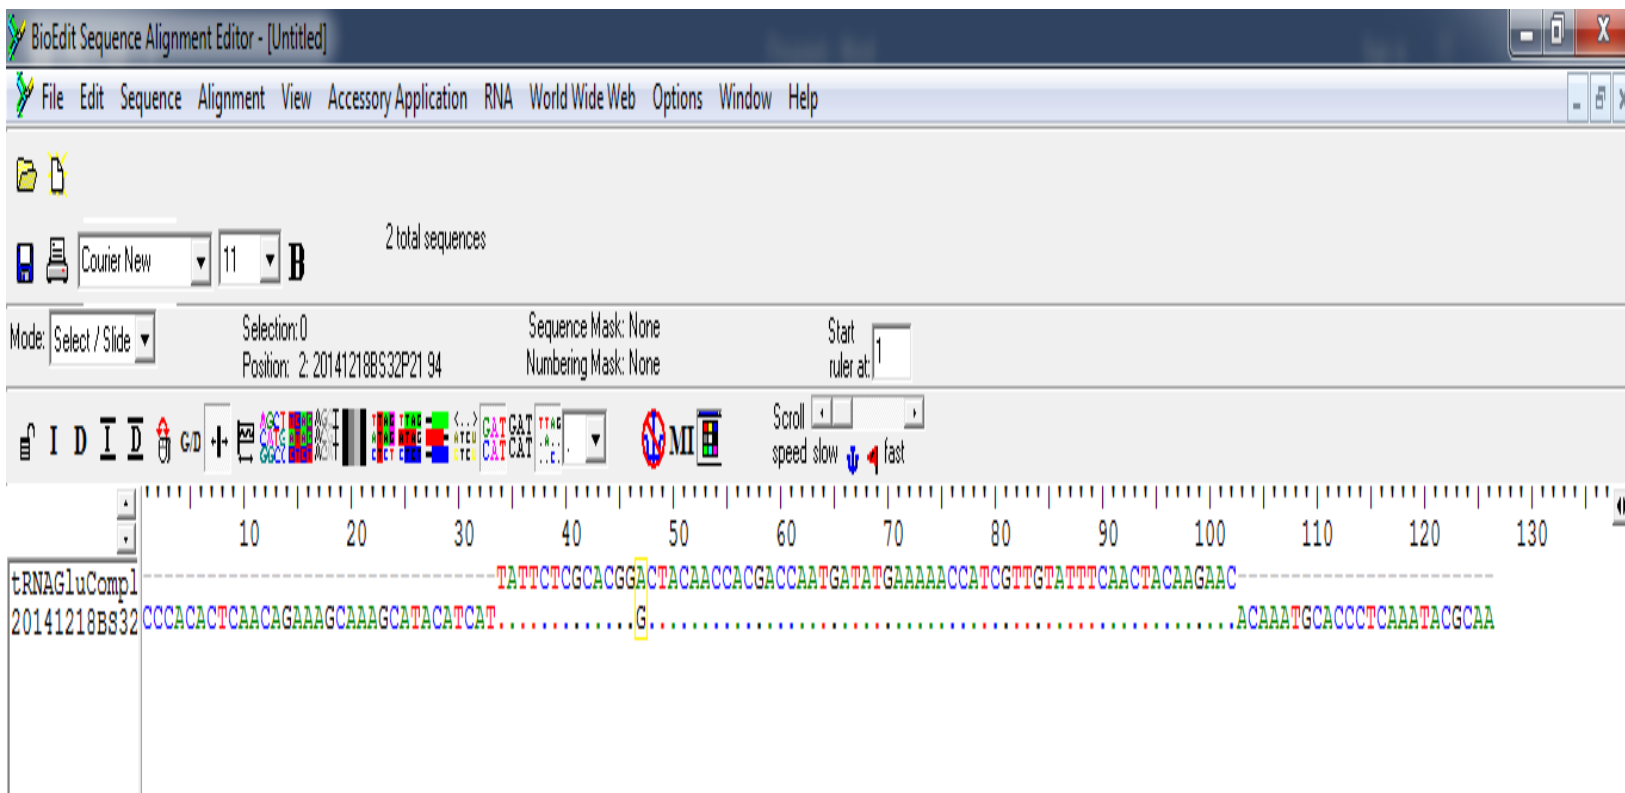 BioEdit Sequence Alignment Editor - [Untitled]
File Edit Sequence Alignment View Accessory Application RNA World Wide Web Options Window Help
Courier New 11 B 2 total sequences
Mode: Select / Slide Selection: 0 Sequence Mask: None Start
Position: 2: 20141218BS32P21 94 Numbering Mask: None ruler at: 1
I D I D G/D MI Scroll
speed slow fast
10 20 30 40 50 60 70 80 90 100 110 120 130
tRNAGluCompl ---------------------------------TATTCTCGCACGGACTACAACCACGACCAATGATATGAAAAACCATCGTTGTATTTCAACTACAAGAAC------------------------
20141218BS32 CCCACACTCAACAGAAAGCAAAGCATACATCAT.............G.......................................................ACAAATGCACCCTCAAATACGCAA